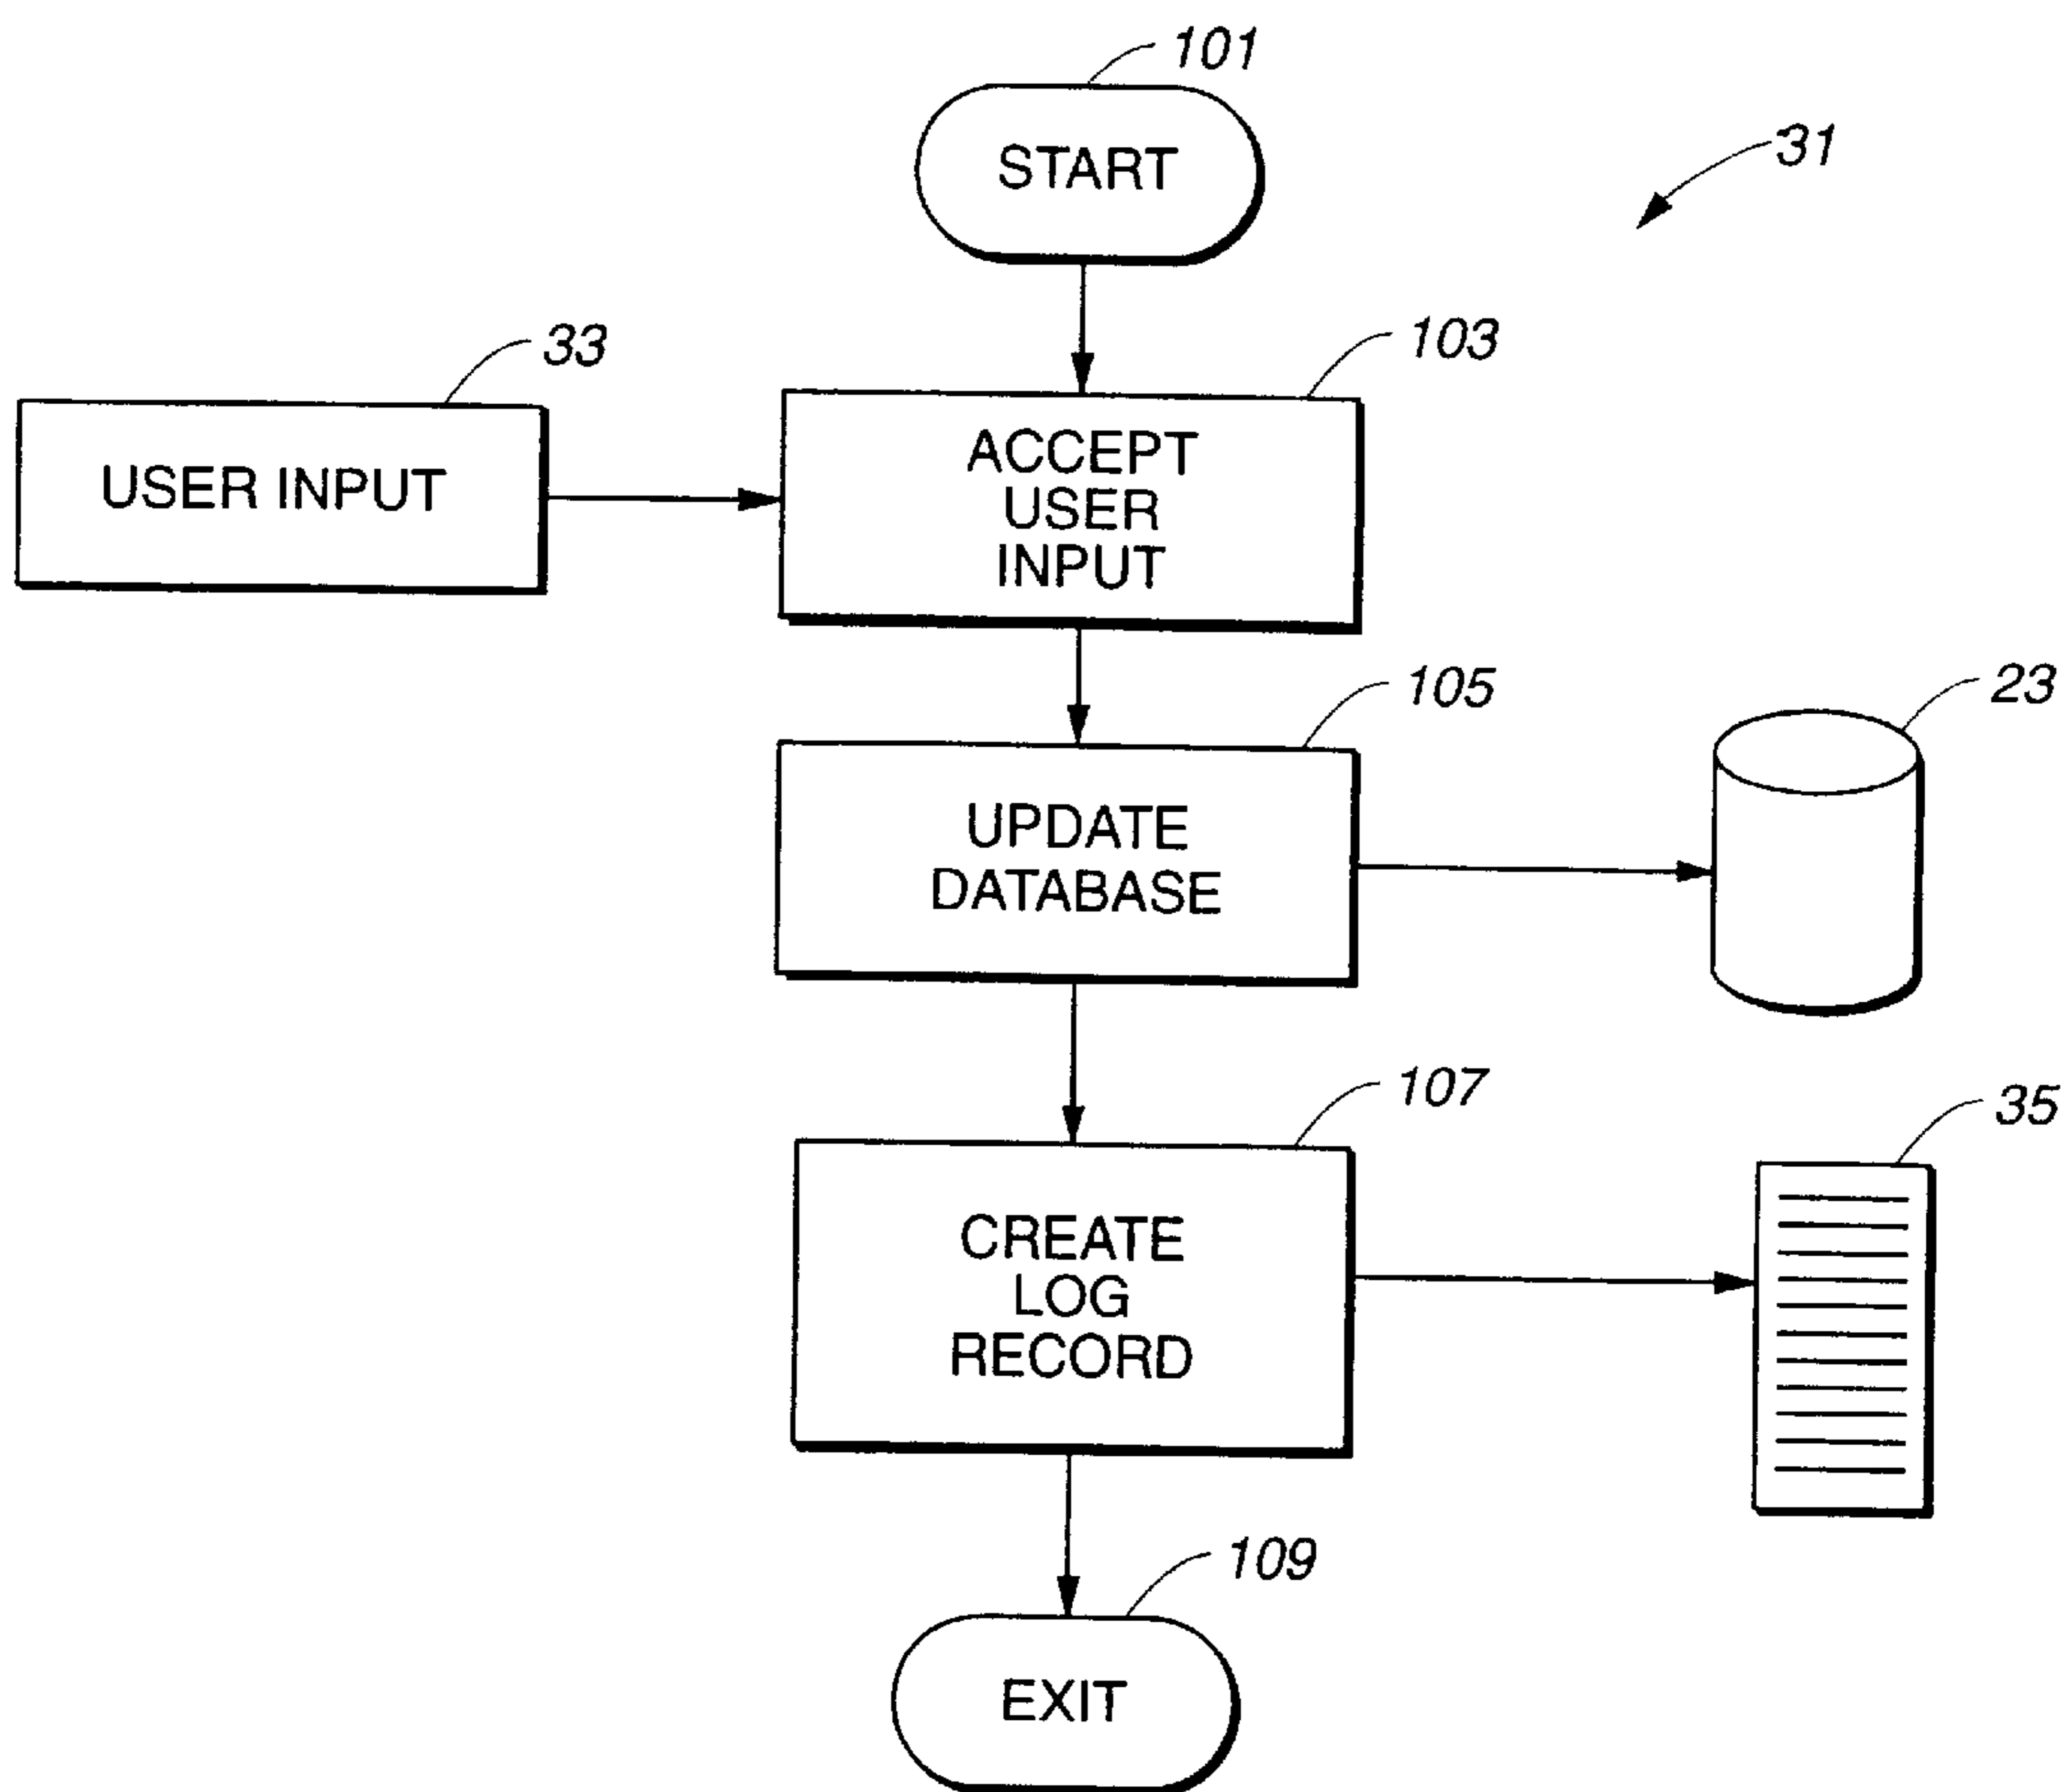 101
START
31
33
103
USER INPUT
ACCEPT
USER
INPUT
105
23
UPDATE
DATABASE
107
35
CREATE
LOG
RECORD
109
EXIT